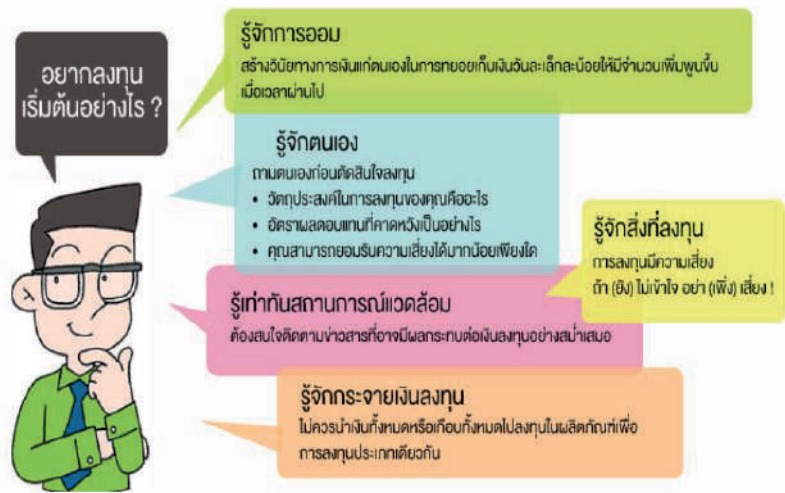 อยากลงทุน
เริ่มต้นอย่างไร ?
รู้จักการออม
สร้างวินัยทางการเงินแก่ตนเองในการทยอยเก็บเงินวันละเล็กละน้อยให้มีจำนวนเพิ่มพูนขึ้น
เมื่อเวลาผ่านไป
รู้จักตนเอง
ถามตนเองก่อนตัดสินใจลงทุน
• วัตถุประสงค์ในการลงทุนของคุณคืออะไร
• อัตราผลตอบแทนที่คาดหวังเป็นอย่างไร
• คุณสามารถยอมรับความเสี่ยงได้มากน้อยเพียงใด
รู้จักสิ่งที่ลงทุน
การลงทุนมีความเสี่ยง
ถ้า (ยัง) ไม่เข้าใจ อย่า (เพิ่ง) เสี่ยง !
รู้เท่าทันสถานการณ์แวดล้อม
ต้องสนใจติดตามข่าวสารที่อาจมีผลกระทบต่อเงินลงทุนอย่างสม่ำเสมอ
รู้จักกระจายเงินลงทุน
ไม่ควรนำเงินทั้งหมดหรือเกือบทั้งหมดไปลงทุนในผลิตภัณฑ์เพื่อ
การลงทุนประเภทเดียวกัน